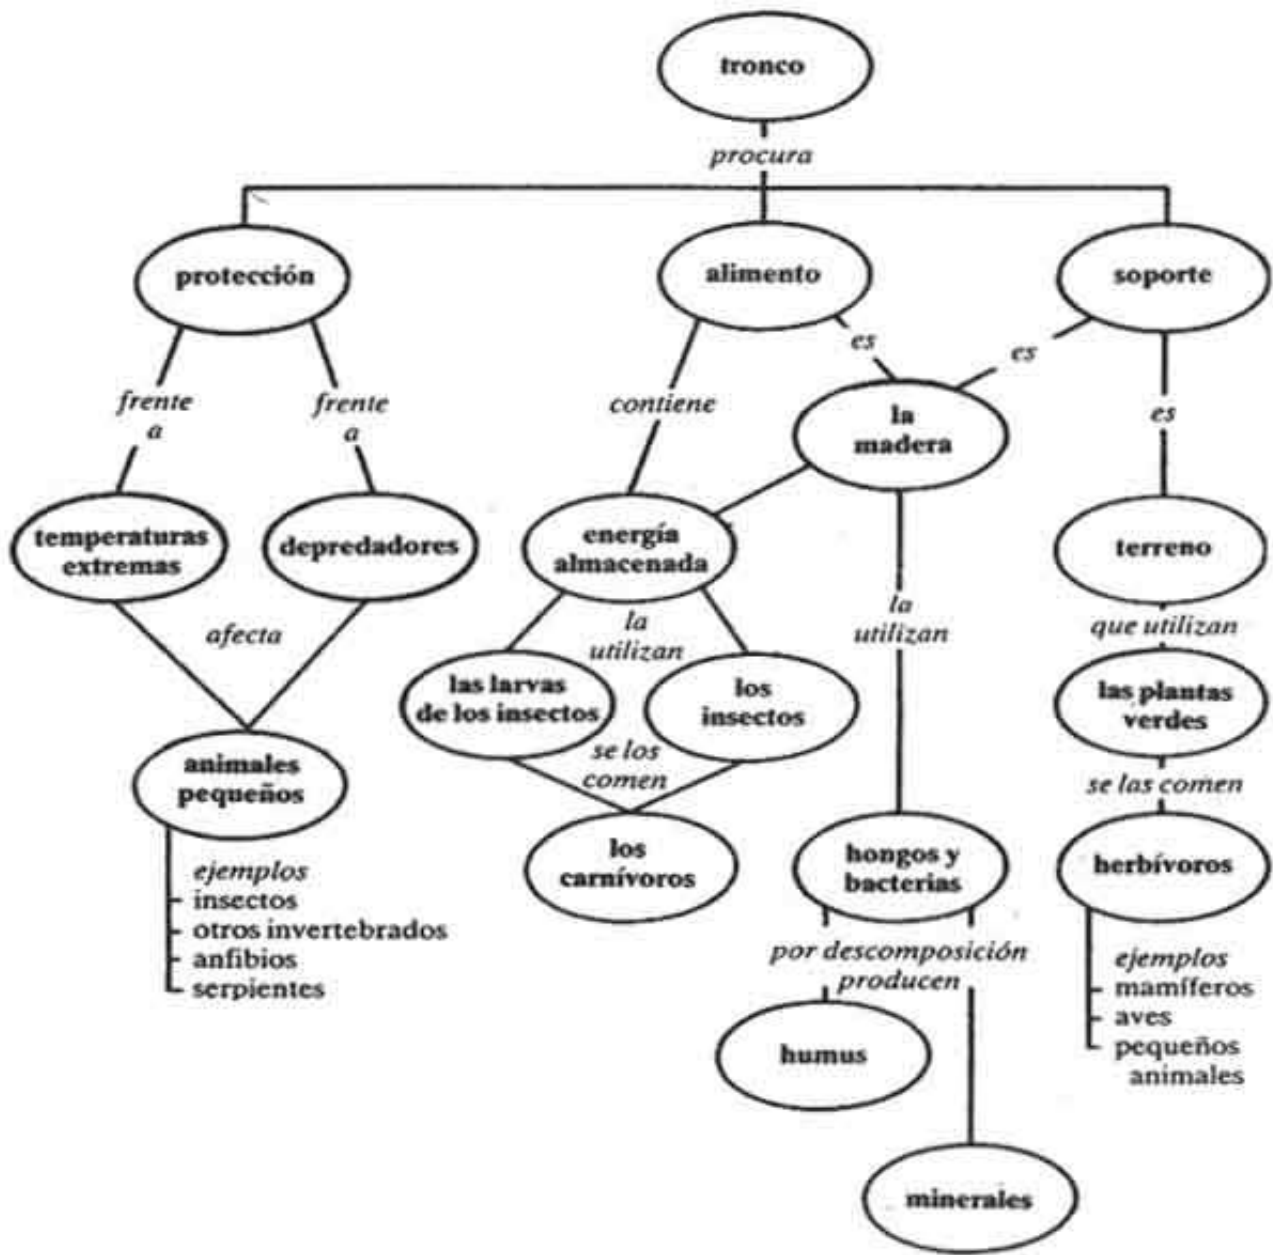 tronco
procura
protección
alimento
soporte
es
es
frente
a
frente
a
contiene
la
madera
es
temperaturas
extremas
depredadores
energía
almacenada
terreno
afecta
la
utilizan
la
utilizan
que utilizan
las larvas
de los insectos
los
insectos
las plantas
verdes
se los
comen
animales
pequeños
se las comen
los
carnívoros
hongos y
bacterias
herbívoros
ejemplos
insectos
otros invertebrados
anfibios
serpientes
por descomposición
producen
ejemplos
mamíferos
aves
pequeños
animales
humus
minerales